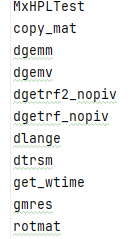 MxHPLTest
copy_mat
dgemm
dgemv
dgetrf2_nopiv
dgetrf_nopiv
dlange
dtrsm
get_wtime
gmres
rotmat